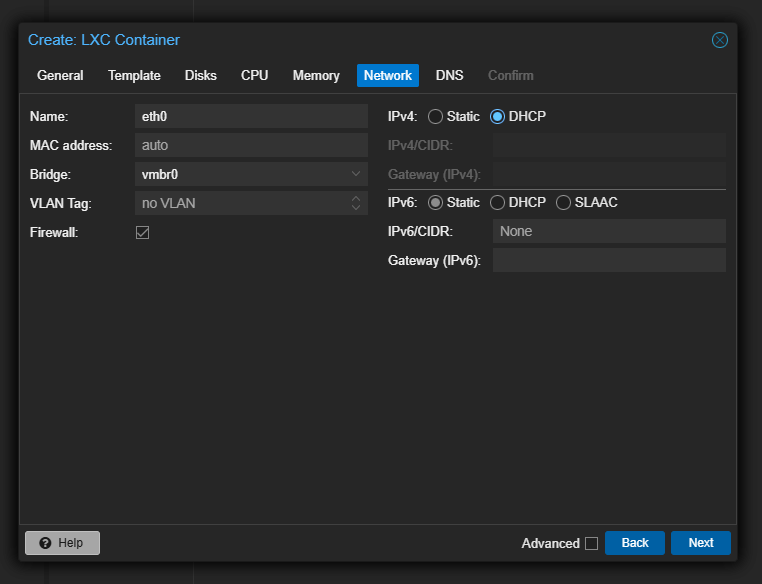 Create: LXC Container
General Template Disks CPU Memory Network DNS Confirm
Name: eth0
MAC address: auto
Bridge: vmbr0
VLAN Tag: no VLAN
Firewall:
IPv4: Static DHCP
IPv4/CIDR:
Gateway (IPv4):
IPv6: Static DHCP SLAAC
IPv6/CIDR: None
Gateway (IPv6):
Help Advanced Back Next